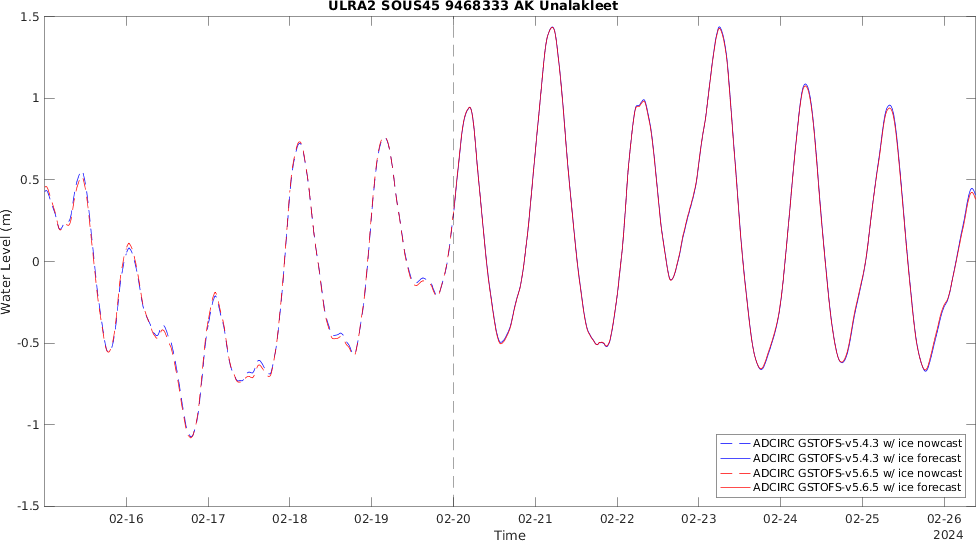 ULRA2 SOUS45 9468333 AK Unalakleet
1.5
1
0.5
0
-0.5
-1
-1.5
Water Level (m)
ADCIRC GSTOFS-v5.4.3 w/ ice nowcast
ADCIRC GSTOFS-v5.4.3 w/ ice forecast
ADCIRC GSTOFS-v5.6.5 w/ ice nowcast
ADCIRC GSTOFS-v5.6.5 w/ ice forecast
02-16 02-17 02-18 02-19 02-20 02-21 02-22 02-23 02-24 02-25 02-26
Time
2024